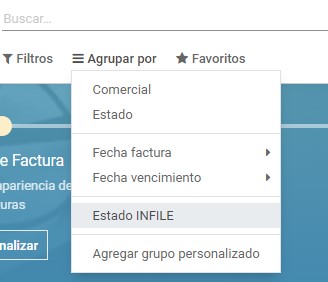 Buscar...
Filtros
Agrupar por
Favoritos
Comercial
Estado
Fecha factura
Fecha vencimiento
Estado INFILE
Agregar grupo personalizado
e Factura
apariencia de
uras
nalizar